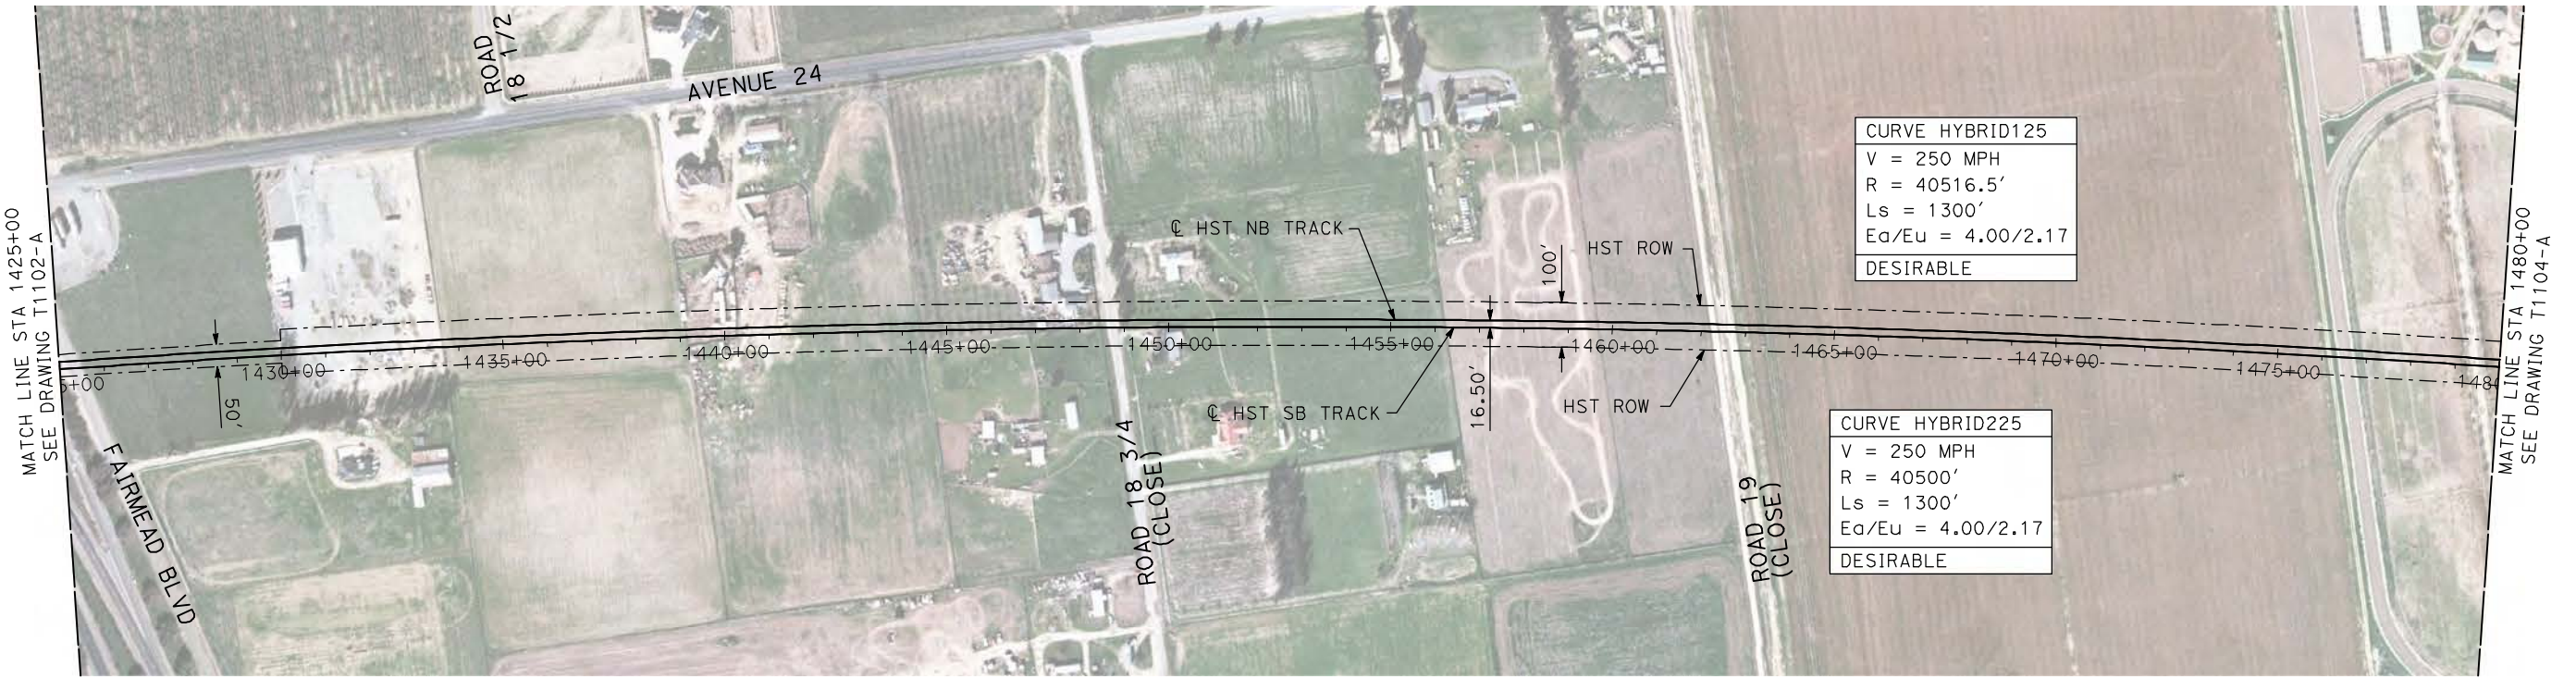 MATCH LINE STA 1425+00
SEE DRAWING T1102-A
ROAD
18 1/2
AVENUE 24
FAIRMEAD BLVD
50'
5+00
1430+00
1435+00
1440+00
1445+00
1450+00
1455+00
1460+00
1465+00
1470+00
1475+00
1480
℄ HST NB TRACK
℄ HST SB TRACK
100'
16.50'
HST ROW
HST ROW
ROAD 18 3/4
(CLOSE)
ROAD 19
(CLOSE)
CURVE HYBRID125
V = 250 MPH
R = 40516.5'
Ls = 1300'
Ea/Eu = 4.00/2.17
DESIRABLE
CURVE HYBRID225
V = 250 MPH
R = 40500'
Ls = 1300'
Ea/Eu = 4.00/2.17
DESIRABLE
MATCH LINE STA 1480+00
SEE DRAWING T1104-A